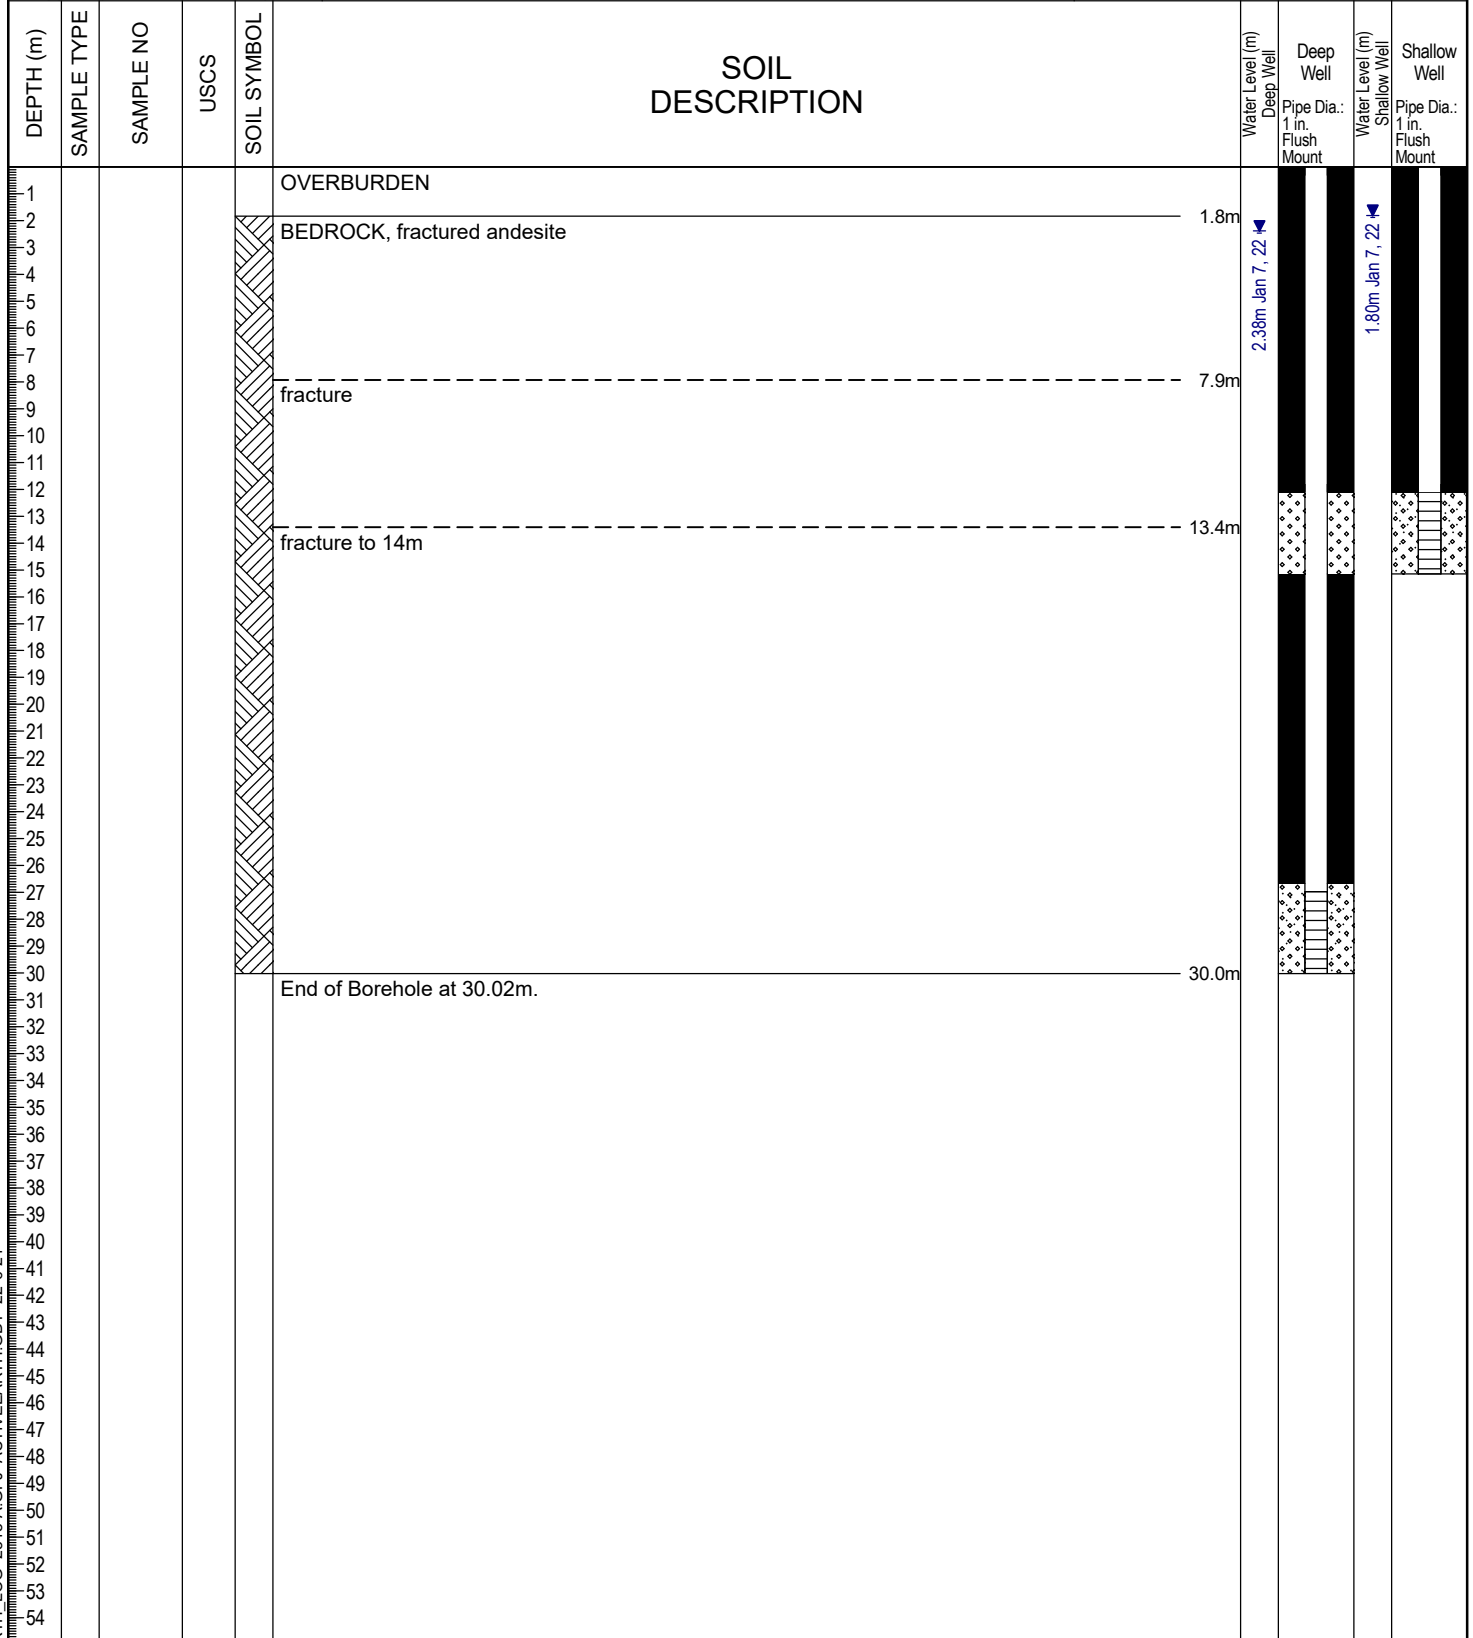 DEPTH (m)
SAMPLE TYPE
SAMPLE NO
USCS
SOIL SYMBOL
SOIL
DESCRIPTION
Water Level (m)
Deep Well
Deep
Well
Pipe Dia.:
1 in.
Flush
Mount
Water Level (m)
Shallow Well
Shallow
Well
Pipe Dia.:
1 in.
Flush
Mount
OVERBURDEN
1.8m
BEDROCK, fractured andesite
2.38m Jan 7, 22
1.80m Jan 7, 22
7.9m
fracture
13.4m
fracture to 14m
30.0m
End of Borehole at 30.02m.
1
2
3
4
5
6
7
8
9
10
11
12
13
14
15
16
17
18
19
20
21
22
23
24
25
26
27
28
29
30
31
32
33
34
35
36
37
38
39
40
41
42
43
44
45
46
47
48
49
50
51
52
53
54